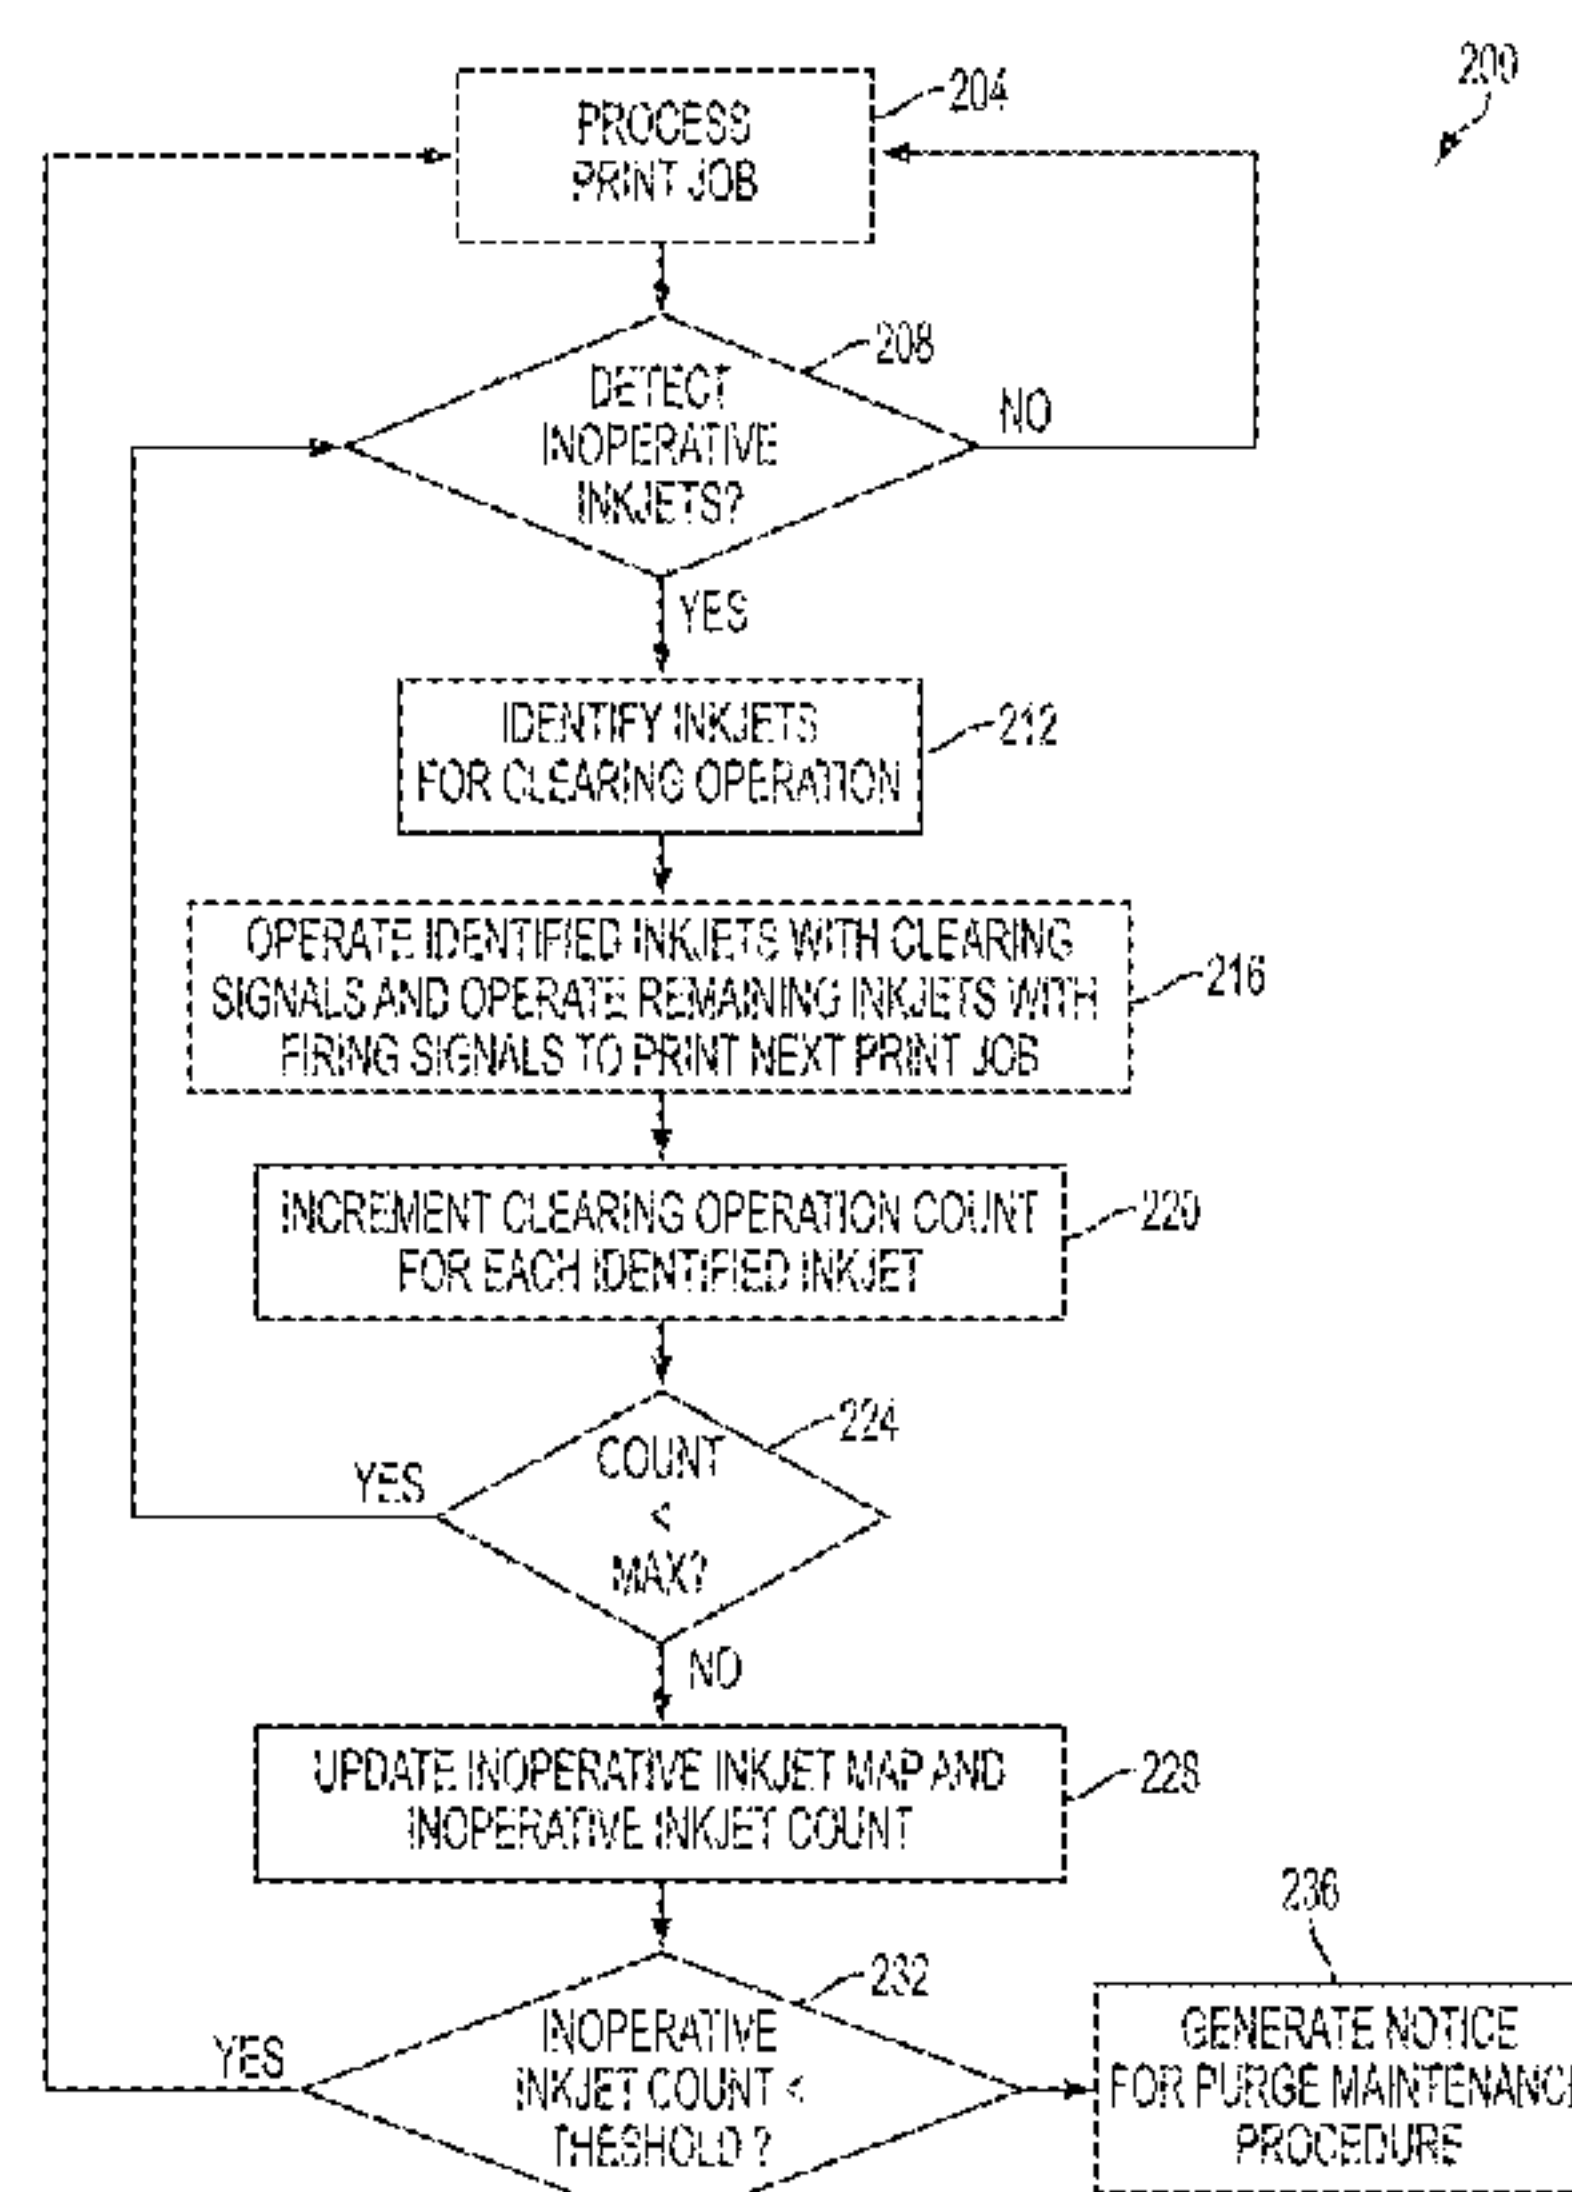 200
204
PROCESS
PRINT JOB
208
DETECT
INOPERATIVE
INKJETS?
NO
YES
212
IDENTIFY INKJETS
FOR CLEARING OPERATION
OPERATE IDENTIFIED INKJETS WITH CLEARING
SIGNALS AND OPERATE REMAINING INKJETS WITH
FIRING SIGNALS TO PRINT NEXT PRINT JOB
216
INCREMENT CLEARING OPERATION COUNT
FOR EACH IDENTIFIED INKJET
220
224
COUNT
<
MAX?
YES
NO
UPDATE INOPERATIVE INKJET MAP AND
INOPERATIVE INKJET COUNT
228
236
232
INOPERATIVE
INKJET COUNT <
THESHOLD ?
YES
GENERATE NOTICE
FOR PURGE MAINTENANCE
PROCEDURE